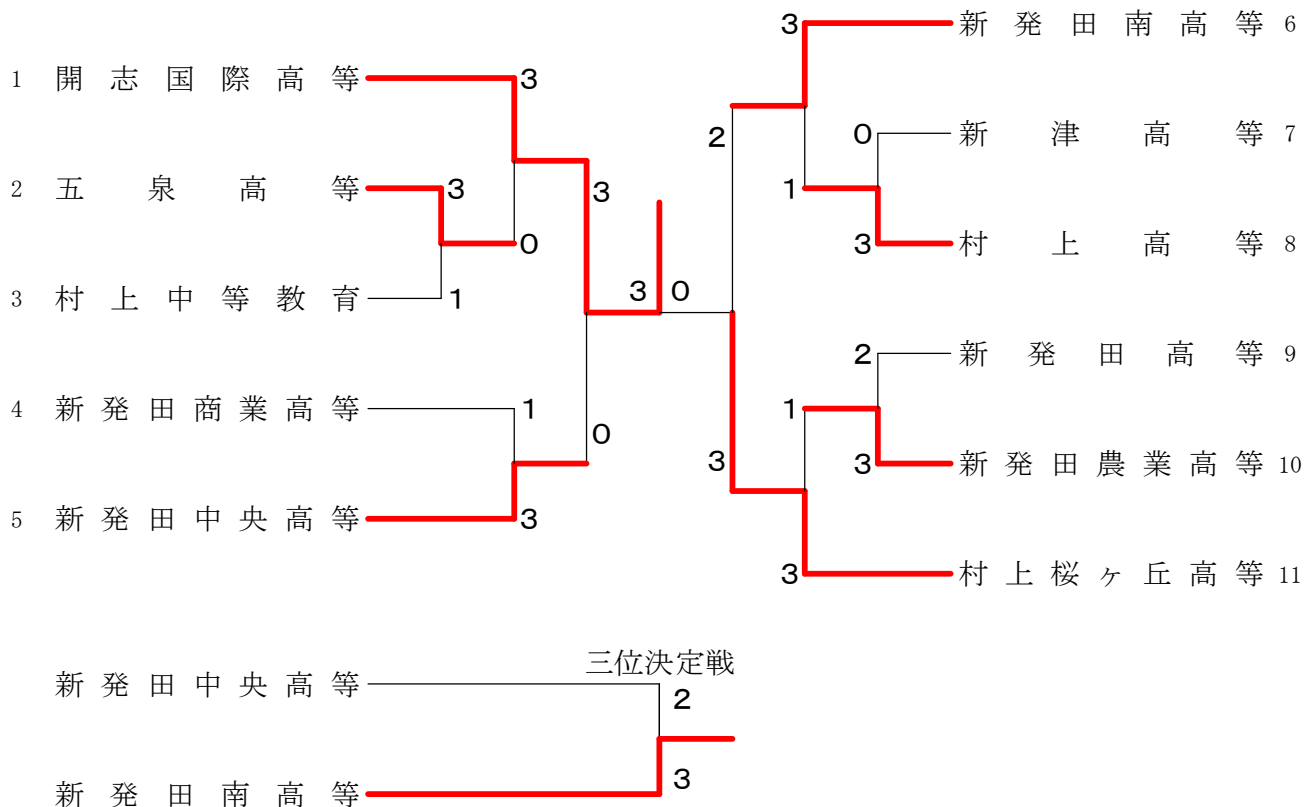 1 開志国際高等
3
2 五泉高等
3
0
3 村上中等教育
1
3
4 新発田商業高等
1
0
5 新発田中央高等
3
3 0
3
新発田南高等 6
2
0
新津高等 7
1
3
村上高等 8
2
新発田高等 9
1
3
3
新発田農業高等 10
3
村上桜ヶ丘高等 11
三位決定戦
新発田中央高等
2
新発田南高等
3